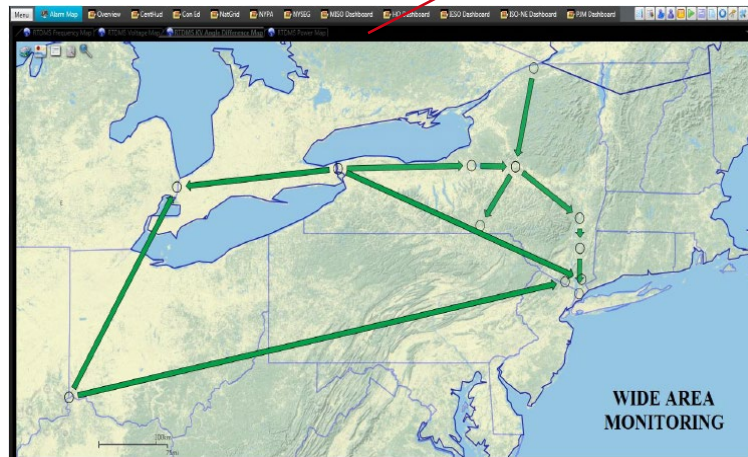 Menu Alarm Map Overview CentHud Con Ed NatGrid NYPA NYSEG MISO Dashboard HQ Dashboard IESO Dashboard ISO-NE Dashboard PJM Dashboard
RTDMS Frequency Map RTDMS Voltage Map RTDMS KV Angle Difference Map RTDMS Power Map
WIDE AREA
MONITORING